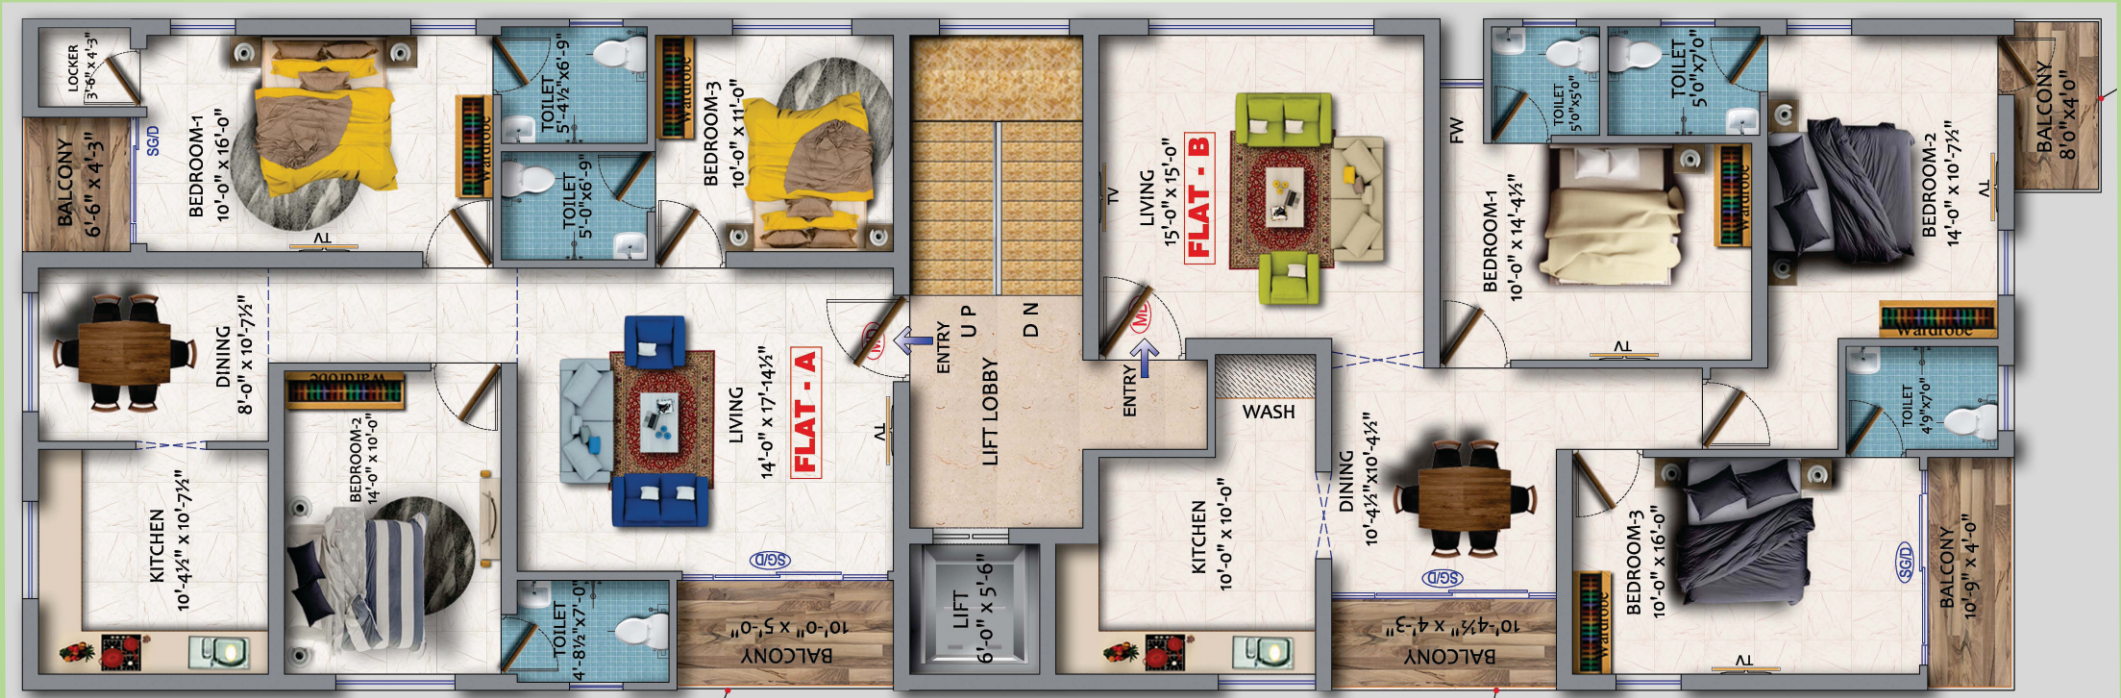 LOCKER
3'-6" x 4'-3"
BALCONY
6'-6" x 4'-3"
SG/D
BEDROOM-1
10'-0" x 16'-0"
TV
Wardrobe
TOILET
5'-4½"x6'-9"
TOILET
5'-0"x6'-9"
Wardrobe
BEDROOM-3
10'-0" x 11'-0"
DINING
8'-0" x 10'-7½"
KITCHEN
10'-4½" x 10'-7½"
Wardrobe
BEDROOM-2
14'-0" x 10'-0"
TOILET
4'-8½"x7'-0"
LIVING
14'-0" x 17'-14½"
FLAT - A
MD
TV
SG/D
BALCONY
10'-0" x 5'-0"
ENTRY
UP
DN
LIFT LOBBY
ENTRY
LIFT
6'-0" x 5'-6"
TV
LIVING
15'-0" x 15'-0"
FLAT - B
MD
WASH
KITCHEN
10'-0" x 10'-0"
DINING
10'-4½"x10'-4½"
SG/D
BALCONY
10'-4½" x 4'-3"
FW
TOILET
5'0"x5'0"
TOILET
5'0"x7'0"
BEDROOM-1
10'-0" x 14'-4½"
Wardrobe
TV
BEDROOM-2
14'-0" x 10'-7½"
TV
Wardrobe
BALCONY
8'0"x4'0"
TOILET
4'9"x7'0"
BEDROOM-3
10'-0" x 16'-0"
Wardrobe
TV
SG/D
BALCONY
10'-9" x 4'-0"